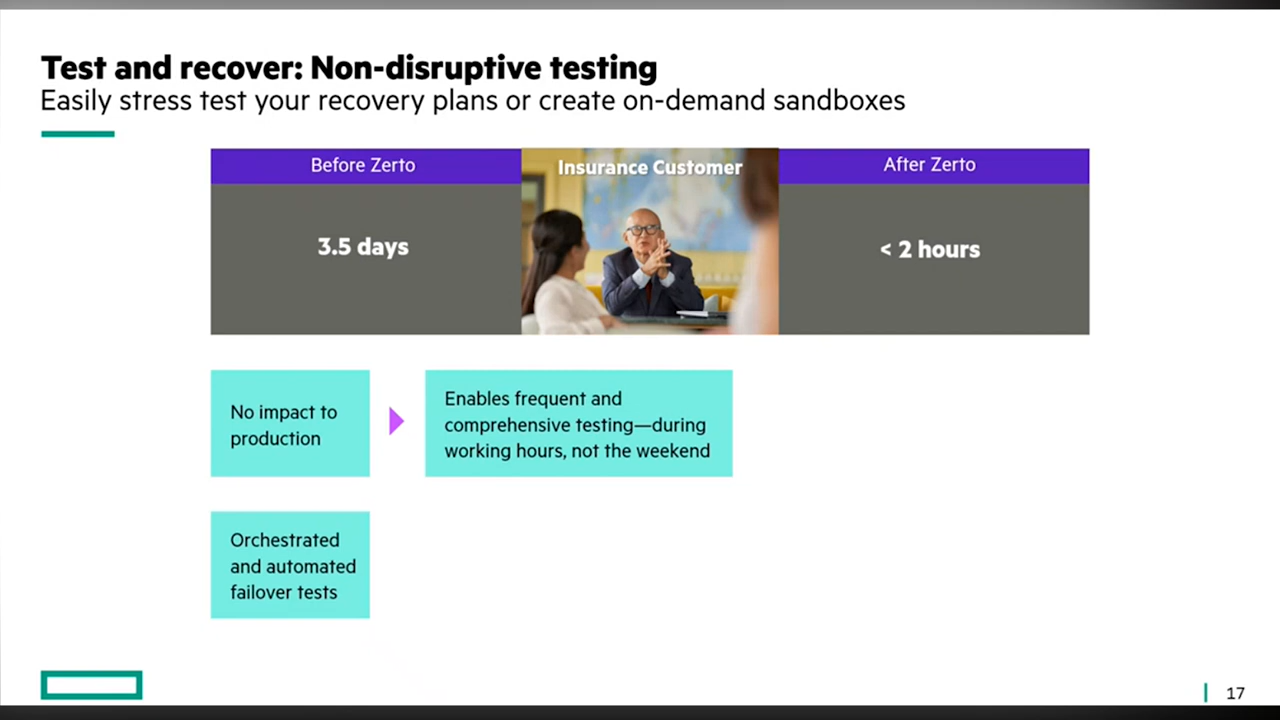 Test and recover: Non-disruptive testing
Easily stress test your recovery plans or create on-demand sandboxes
Before Zerto
Insurance Customer
After Zerto
3.5 days
< 2 hours
No impact to
production
Enables frequent and
comprehensive testing—during
working hours, not the weekend
Orchestrated
and automated
failover tests
17